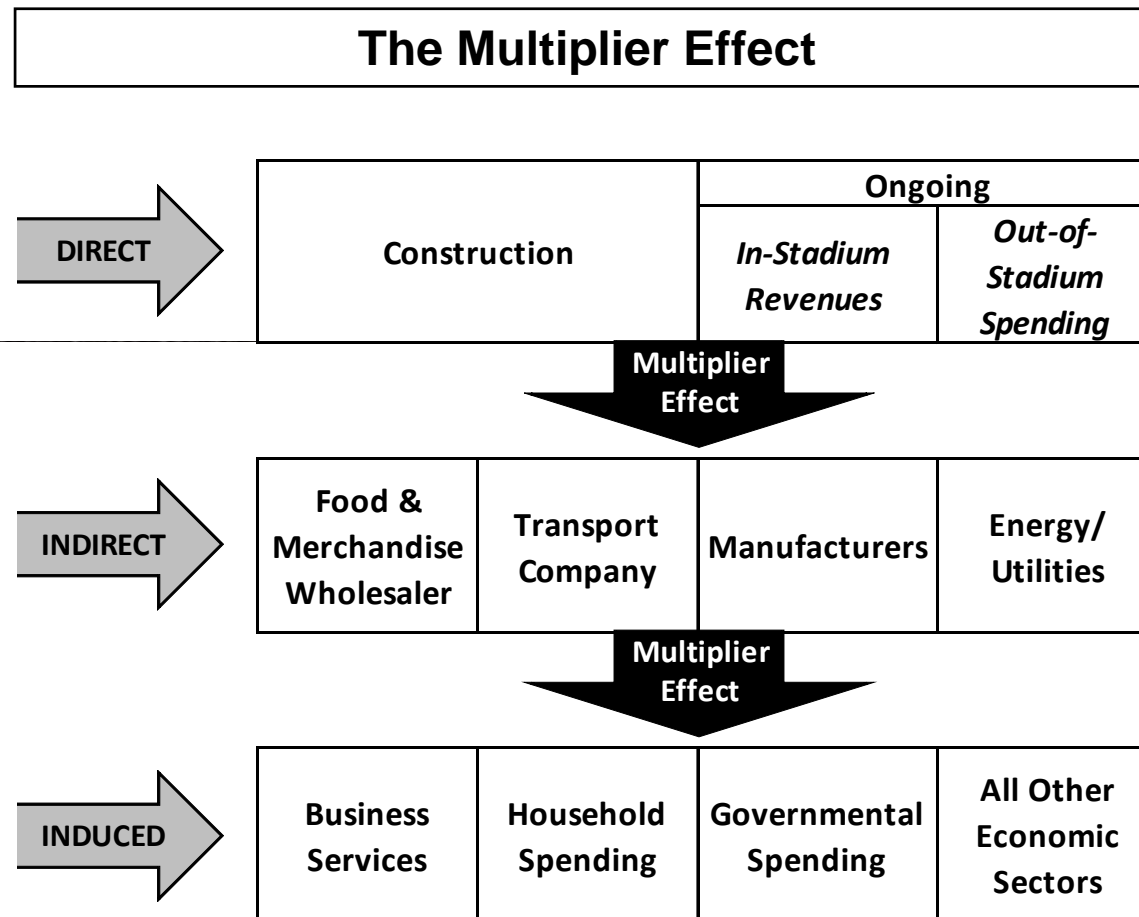 The Multiplier Effect
DIRECT
Construction
Ongoing
In-Stadium
Revenues
Out-of-
Stadium
Spending
Multiplier
Effect
INDIRECT
Food &
Merchandise
Wholesaler
Transport
Company
Manufacturers
Energy/
Utilities
Multiplier
Effect
INDUCED
Business
Services
Household
Spending
Governmental
Spending
All Other
Economic
Sectors